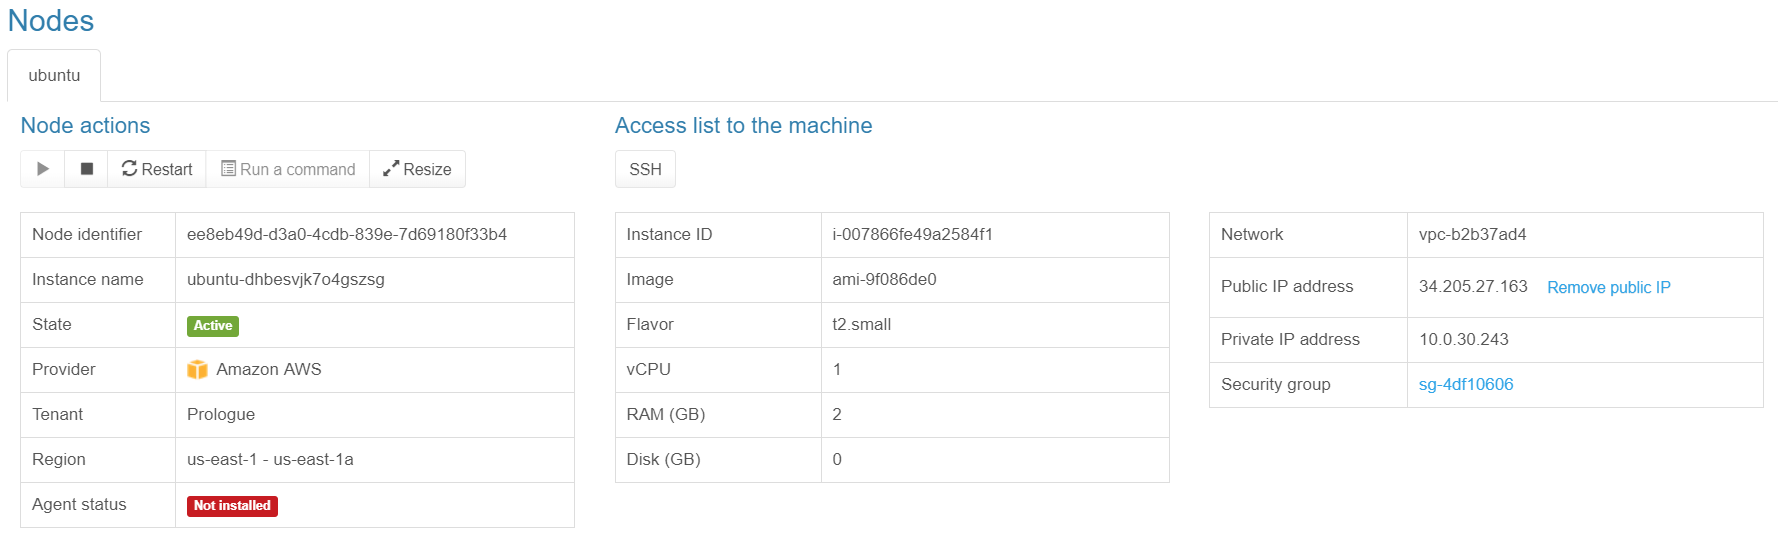 Nodes
ubuntu
Node actions
Restart
Run a command
Resize
Node identifier ee8eb49d-d3a0-4cdb-839e-7d69180f33b4
Instance name ubuntu-dhbesvjk7o4gszsg
State Active
Provider Amazon AWS
Tenant Prologue
Region us-east-1 - us-east-1a
Agent status Not installed
Access list to the machine
SSH
Instance ID i-007866fe49a2584f1
Image ami-9f086de0
Flavor t2.small
vCPU 1
RAM (GB) 2
Disk (GB) 0
Network vpc-b2b37ad4
Public IP address 34.205.27.163 Remove public IP
Private IP address 10.0.30.243
Security group sg-4df10606